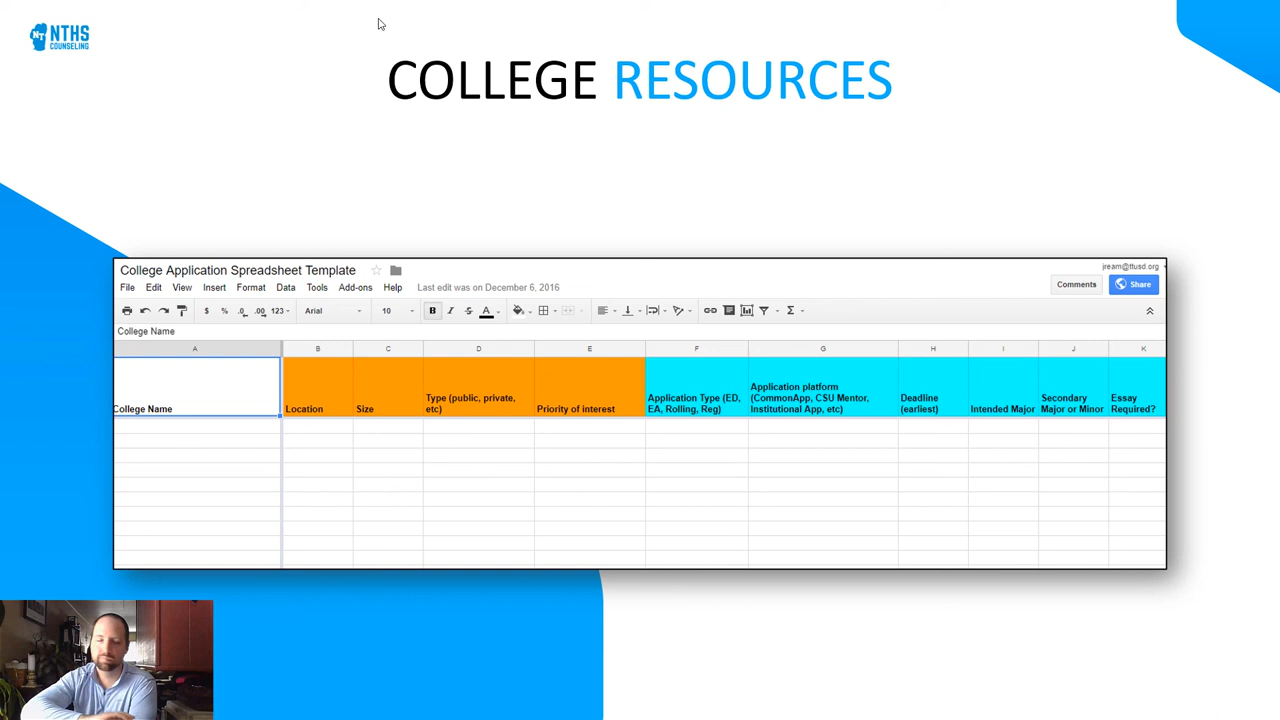 NT NTHS
COUNSELING
COLLEGE RESOURCES
College Application Spreadsheet Template
jream@ttusd.org
File Edit View Insert Format Data Tools Add-ons Help Last edit was on December 6, 2016
Comments Share
$ % .0 .00 123 Arial 10 B I S A Σ
College Name
A B C D E F G H I J K
College Name
Location
Size
Type (public, private,
etc)
Priority of interest
Application Type (ED,
EA, Rolling, Reg)
Application platform
(CommonApp, CSU Mentor,
Institutional App, etc)
Deadline
(earliest)
Intended Major
Secondary
Major or Minor
Essay
Required?